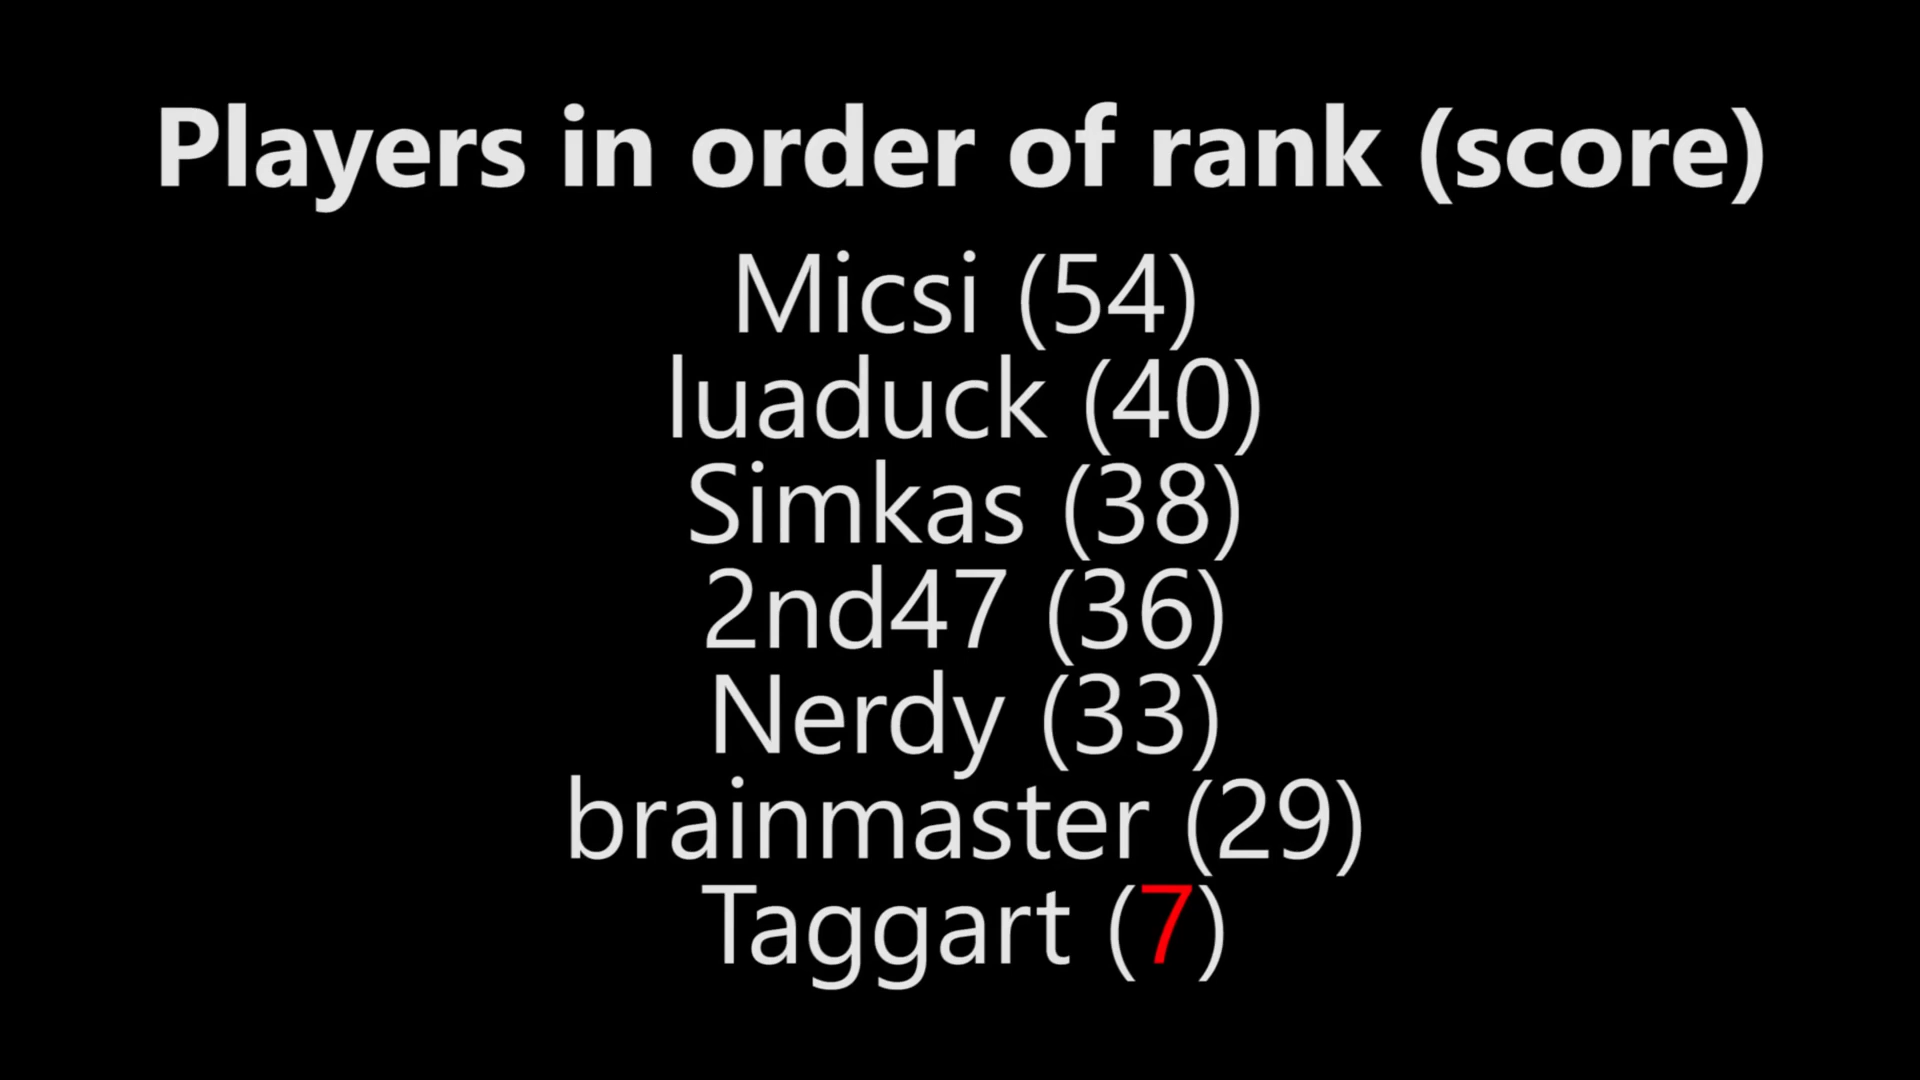 Players in order of rank (score)
Micsi (54)
luaduck (40)
Simkas (38)
2nd47 (36)
Nerdy (33)
brainmaster (29)
Taggart (7)